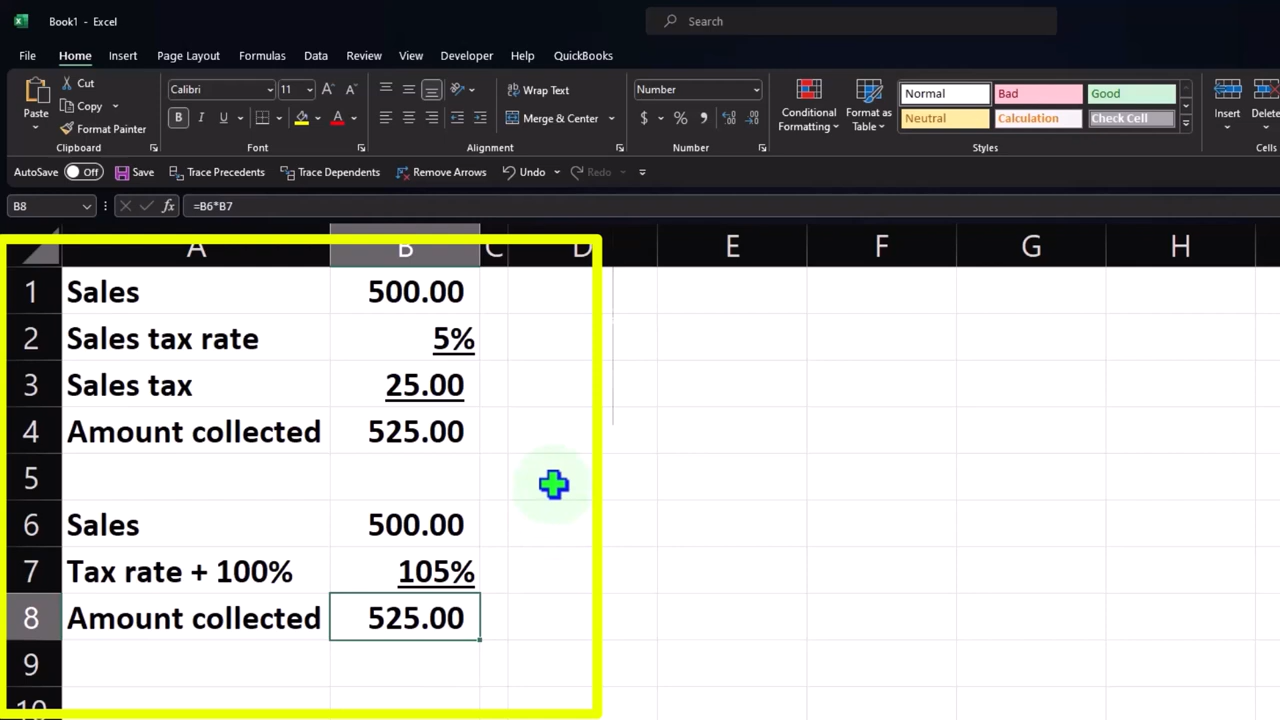 Book1 - Excel
Search
File Home Insert Page Layout Formulas Data Review View Developer Help QuickBooks
Paste
Cut
Copy
Format Painter
Clipboard
Calibri 11 A A
B I U A
Font
Wrap Text
Merge & Center
Alignment
Number
$ % 9
Number
Conditional Formatting
Format as Table
Normal Bad Good
Neutral Calculation Check Cell
Styles
Insert
Delete
Cells
AutoSave Off Save Trace Precedents Trace Dependents Remove Arrows Undo Redo
B8 fx =B6*B7
A B C D E F G H
1 Sales 500.00
2 Sales tax rate 5%
3 Sales tax 25.00
4 Amount collected 525.00
5
6 Sales 500.00
7 Tax rate + 100% 105%
8 Amount collected 525.00
9
10